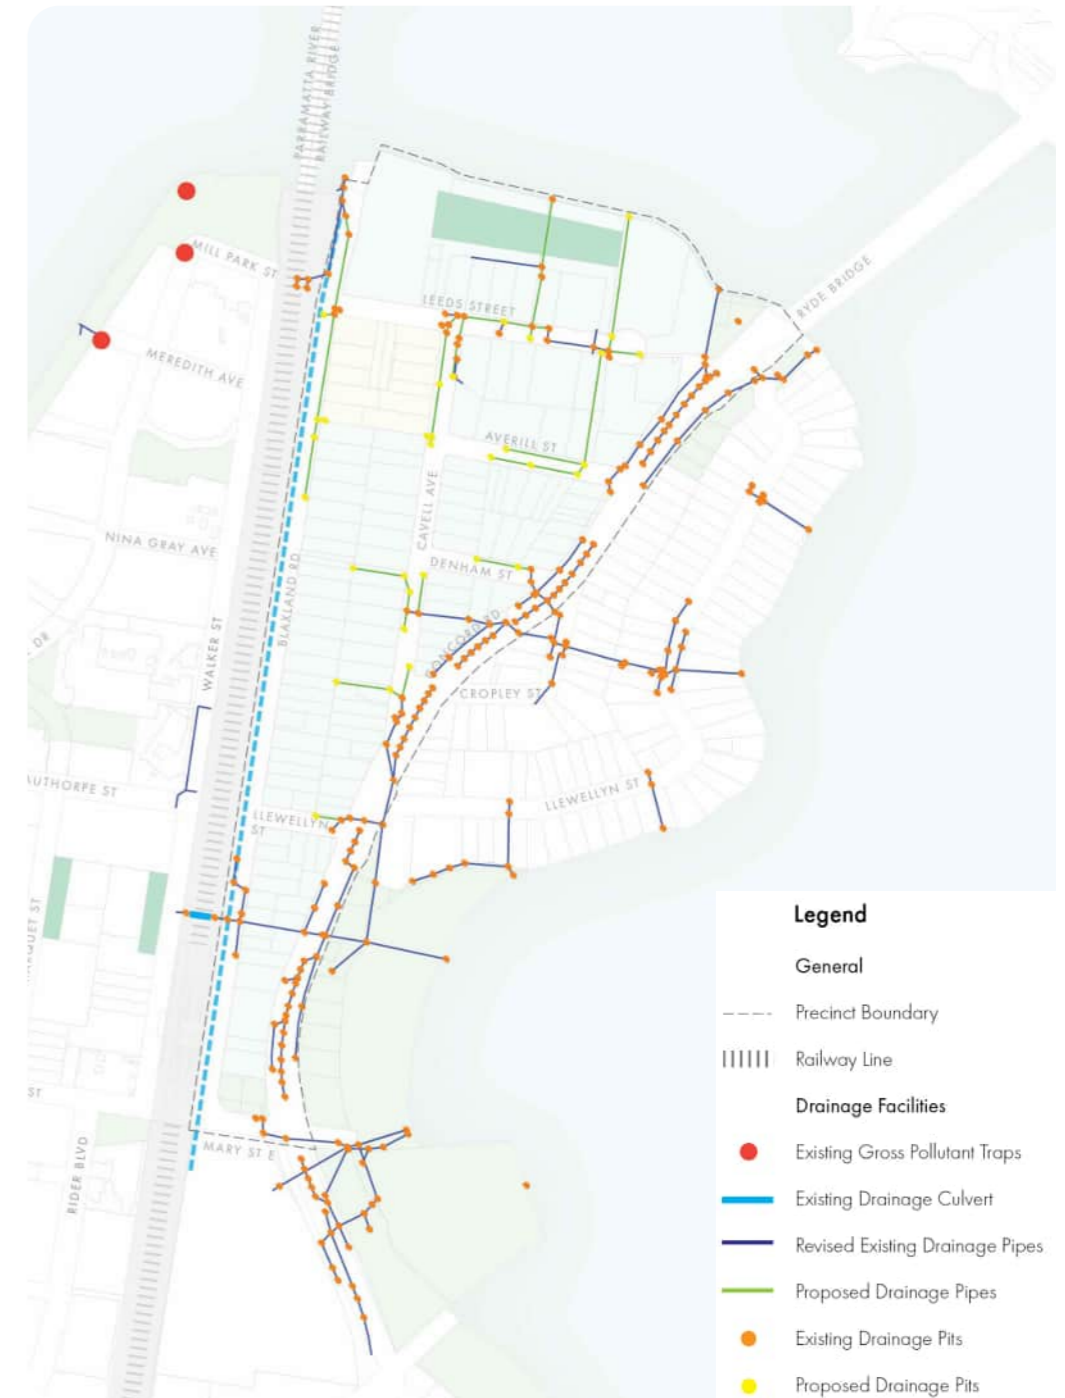 PARRAMATTA RIVER
RAILWAY BRIDGE
MILL PARK ST
RYDE BRIDGE
LEEDS STREET
MEREDITH AVE
AVERILL ST
CAVELL AVE
NINA GRAY AVE
DENHAM ST
BLAXLAND RD
CONCORD RD
DR
WALKER ST
CROPLEY ST
AUTHORPE ST
LLEWELLYN ST
LLEWELLYN
ST
ST
MARY ST E
RIDER BLVD
Legend
General
Precinct Boundary
Railway Line
Drainage Facilities
Existing Gross Pollutant Traps
Existing Drainage Culvert
Revised Existing Drainage Pipes
Proposed Drainage Pipes
Existing Drainage Pits
Proposed Drainage Pits